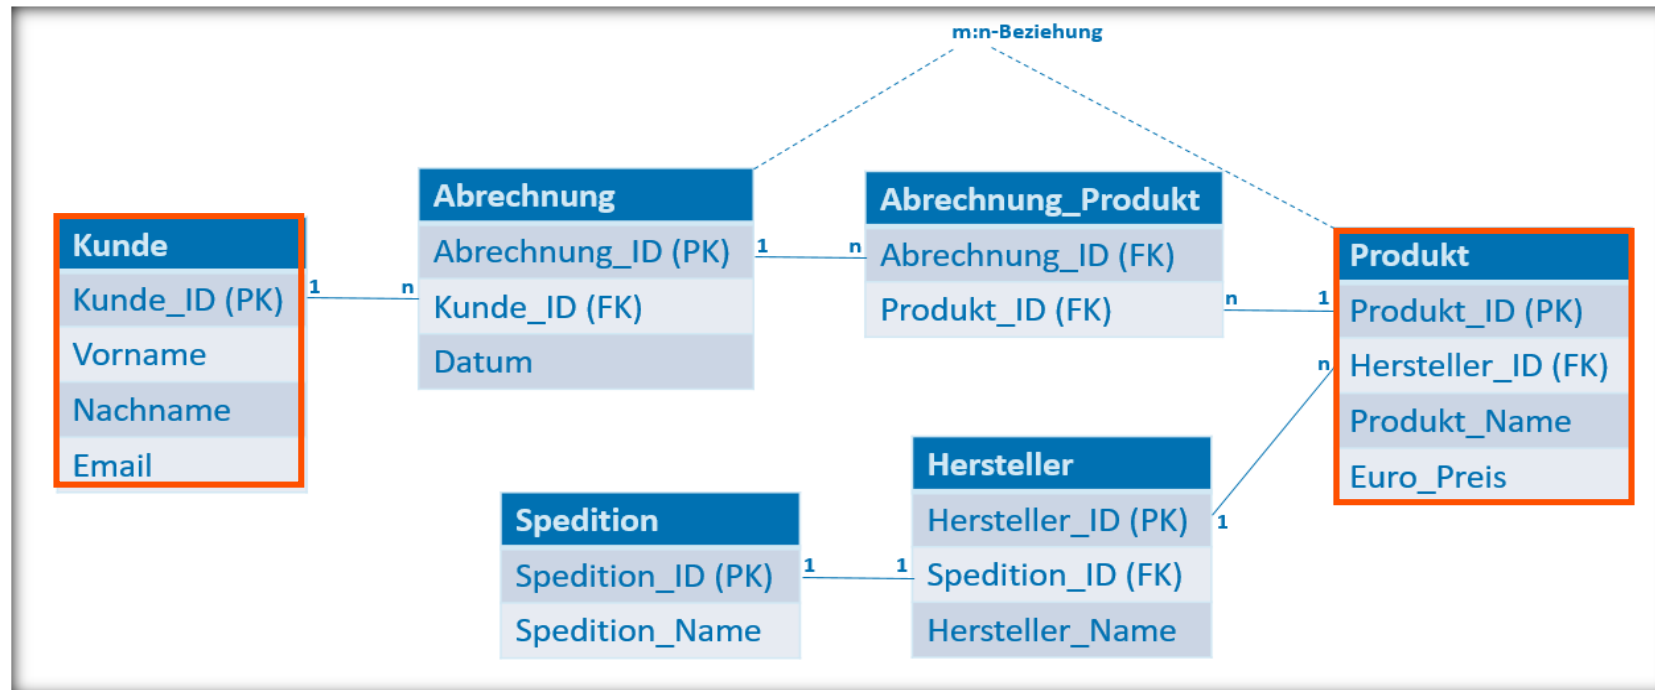 m:n-Beziehung
Kunde
Kunde_ID (PK)
Vorname
Nachname
Email
1
n
Abrechnung
Abrechnung_ID (PK)
Kunde_ID (FK)
Datum
1
n
Abrechnung_Produkt
Abrechnung_ID (FK)
Produkt_ID (FK)
n
1
Produkt
Produkt_ID (PK)
Hersteller_ID (FK)
Produkt_Name
Euro_Preis
n
1
Spedition
Spedition_ID (PK)
Spedition_Name
1
1
Hersteller
Hersteller_ID (PK)
Spedition_ID (FK)
Hersteller_Name